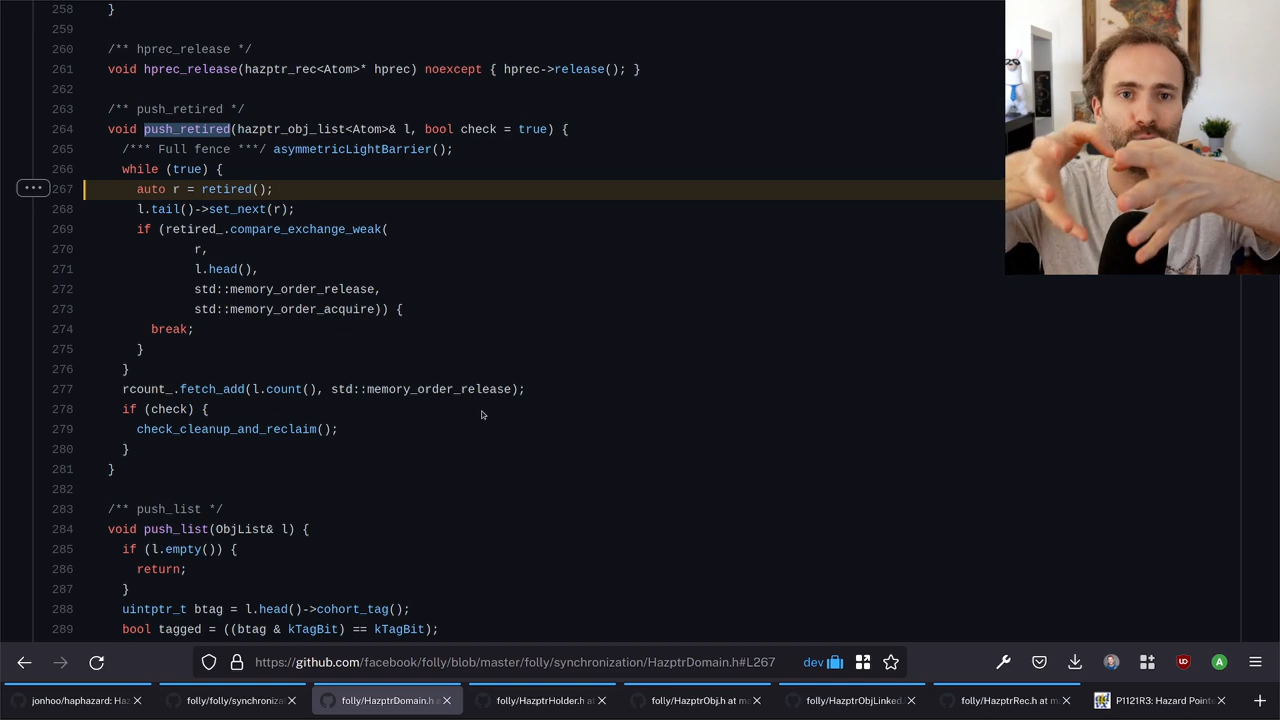 258 }
259
260 /** hprec_release */
261 void hprec_release(hazptr_rec<Atom>* hprec) noexcept { hprec->release(); }
262
263 /** push_retired */
264 void push_retired(hazptr_obj_list<Atom>& l, bool check = true) {
265 /*** Full fence ***/ asymmetricLightBarrier();
266 while (true) {
267 auto r = retired();
268 l.tail()->set_next(r);
269 if (retired_.compare_exchange_weak(
270 r,
271 l.head(),
272 std::memory_order_release,
273 std::memory_order_acquire)) {
274 break;
275 }
276 }
277 rcount_.fetch_add(l.count(), std::memory_order_release);
278 if (check) {
279 check_cleanup_and_reclaim();
280 }
281 }
282
283 /** push_list */
284 void push_list(ObjList& l) {
285 if (l.empty()) {
286 return;
287 }
288 uintptr_t btag = l.head()->cohort_tag();
289 bool tagged = ((btag & kTagBit) == kTagBit);
https://github.com/facebook/folly/blob/master/folly/synchronization/HazptrDomain.h#L267 dev
jonhoo/haphazard: Haz folly/folly/synchroniza folly/HazptrDomain.h a folly/HazptrHolder.h at folly/HazptrObj.h at ma folly/HazptrObjLinked. folly/HazptrRec.h at m P1121R3: Hazard Pointe